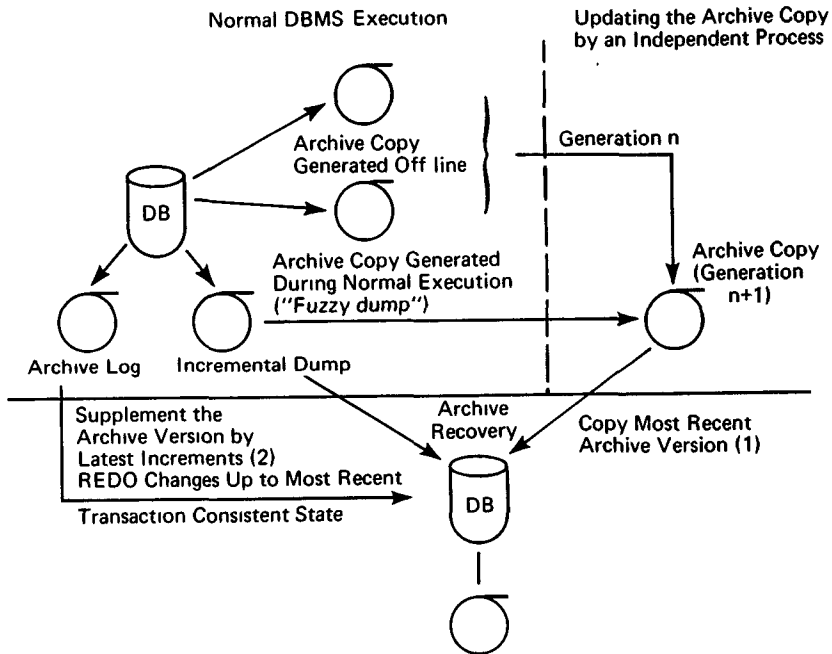 Normal DBMS Execution
Updating the Archive Copy
by an Independent Process
Archive Copy
Generated Off line
Generation n
DB
Archive Copy Generated
During Normal Execution
("Fuzzy dump")
Archive Copy
(Generation
n+1)
Archive Log
Incremental Dump
Supplement the
Archive Version by
Latest Increments (2)
REDO Changes Up to Most Recent
Transaction Consistent State
Archive
Recovery
Copy Most Recent
Archive Version (1)
DB